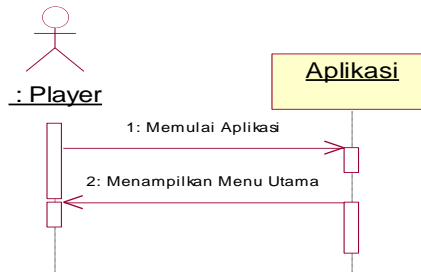 : Player
Aplikasi
1: Memulai Aplikasi
2: Menampilkan Menu Utama